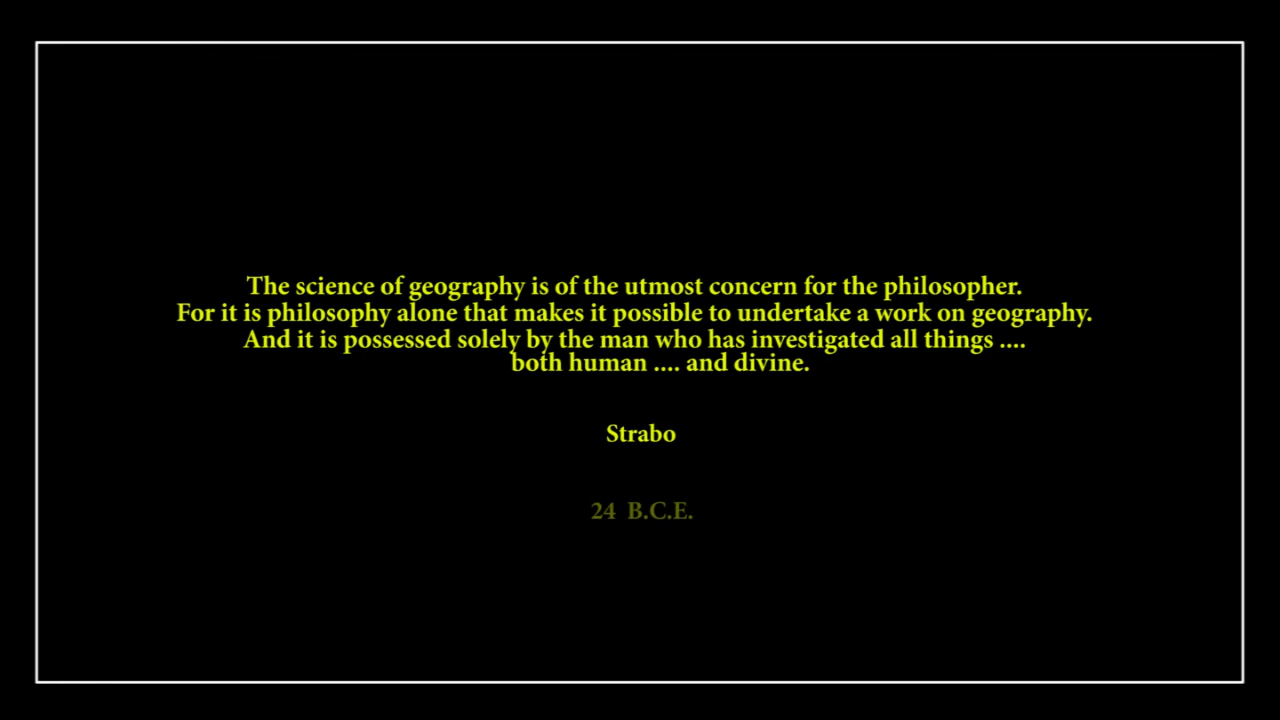 The science of geography is of the utmost concern for the philosopher.
For it is philosophy alone that makes it possible to undertake a work on geography.
And it is possessed solely by the man who has investigated all things ....
both human .... and divine.
Strabo
24 B.C.E.